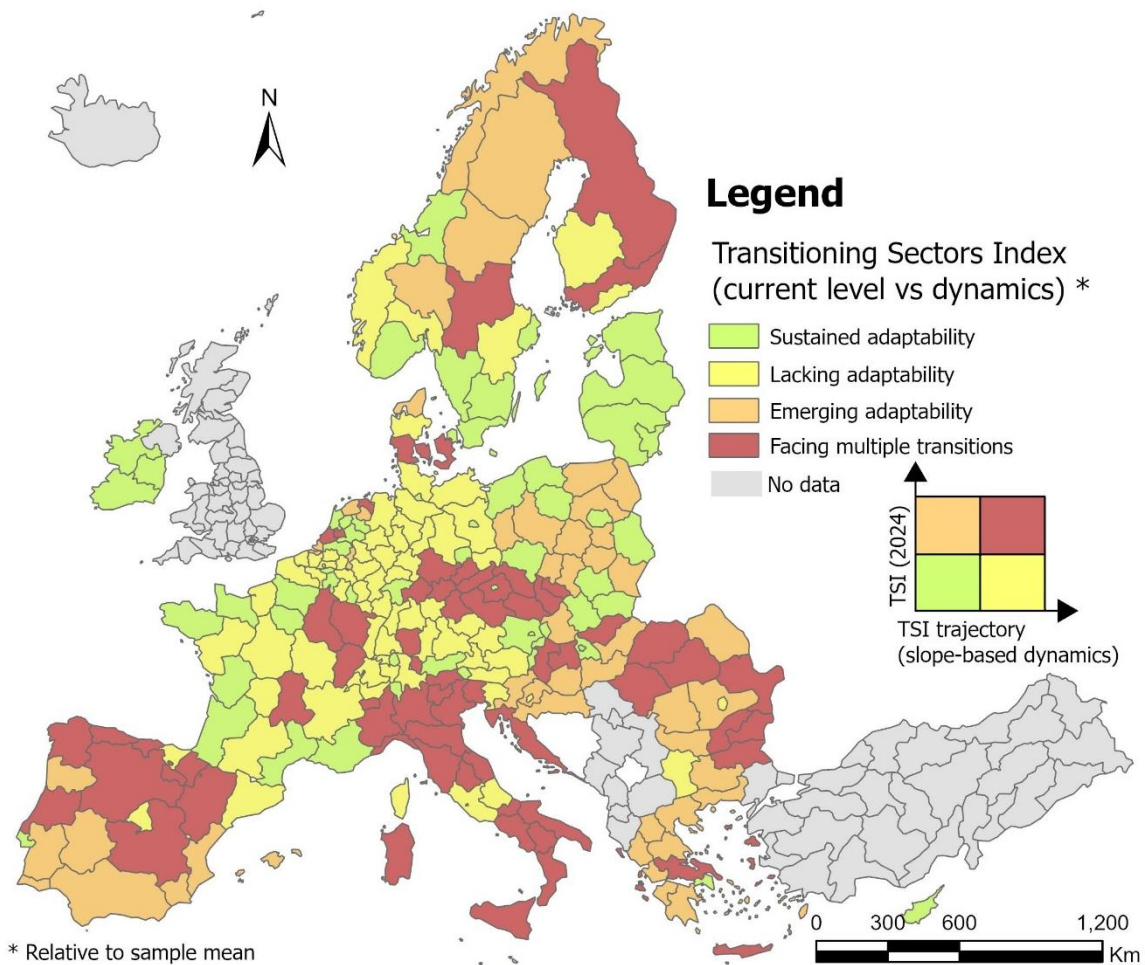 N
Legend
Transitioning Sectors Index
(current level vs dynamics) *
Sustained adaptability
Lacking adaptability
Emerging adaptability
Facing multiple transitions
No data
TSI (2024)
TSI trajectory
(slope-based dynamics)
0 300 600 1,200
Km
* Relative to sample mean